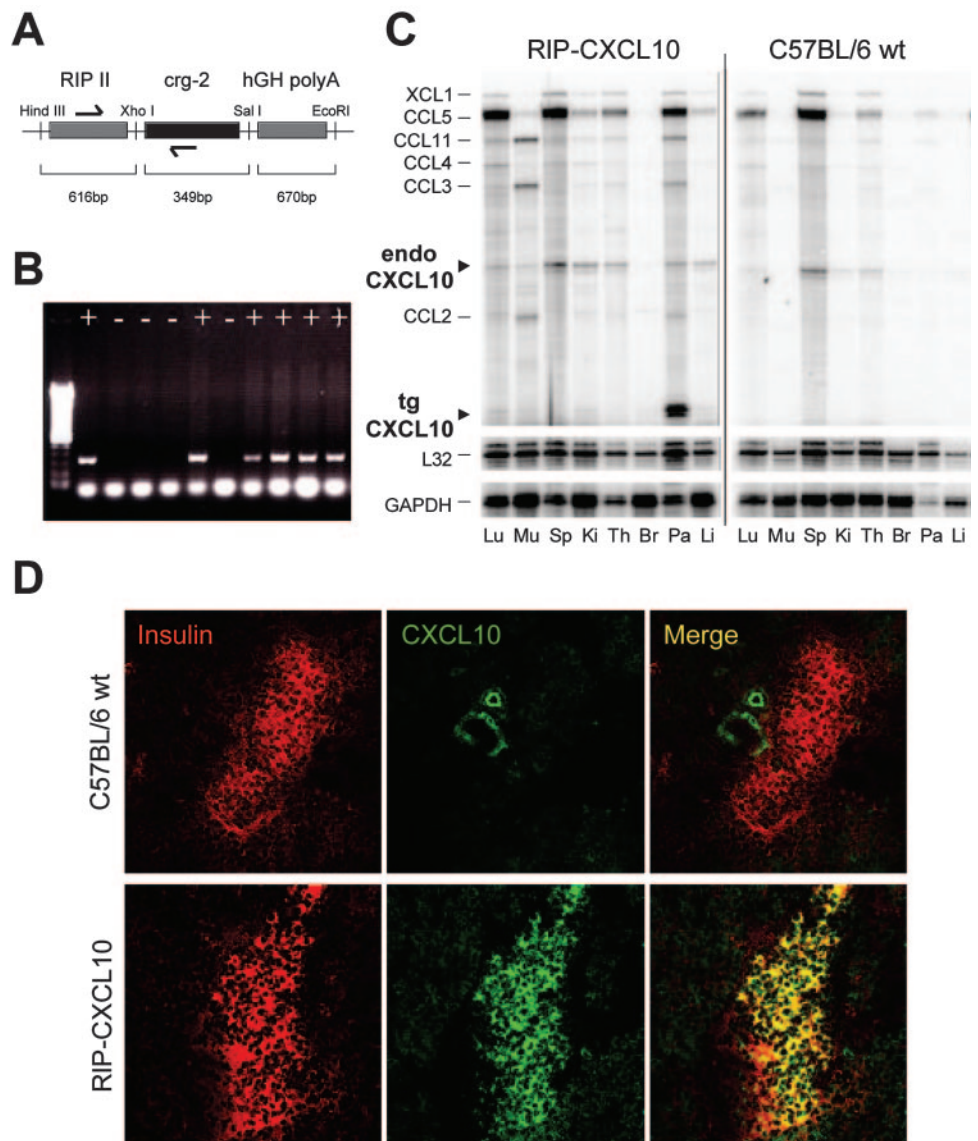 A
RIP II crg-2 hGH polyA
Hind III Xho I Sal I EcoRI
616bp 349bp 670bp
B
+ - - - + - + + + +
C
RIP-CXCL10 C57BL/6 wt
XCL1
CCL5
CCL11
CCL4
CCL3
endo
CXCL10
CCL2
tg
CXCL10
L32
GAPDH
Lu Mu Sp Ki Th Br Pa Li Lu Mu Sp Ki Th Br Pa Li
D
Insulin CXCL10 Merge
C57BL/6 wt
RIP-CXCL10